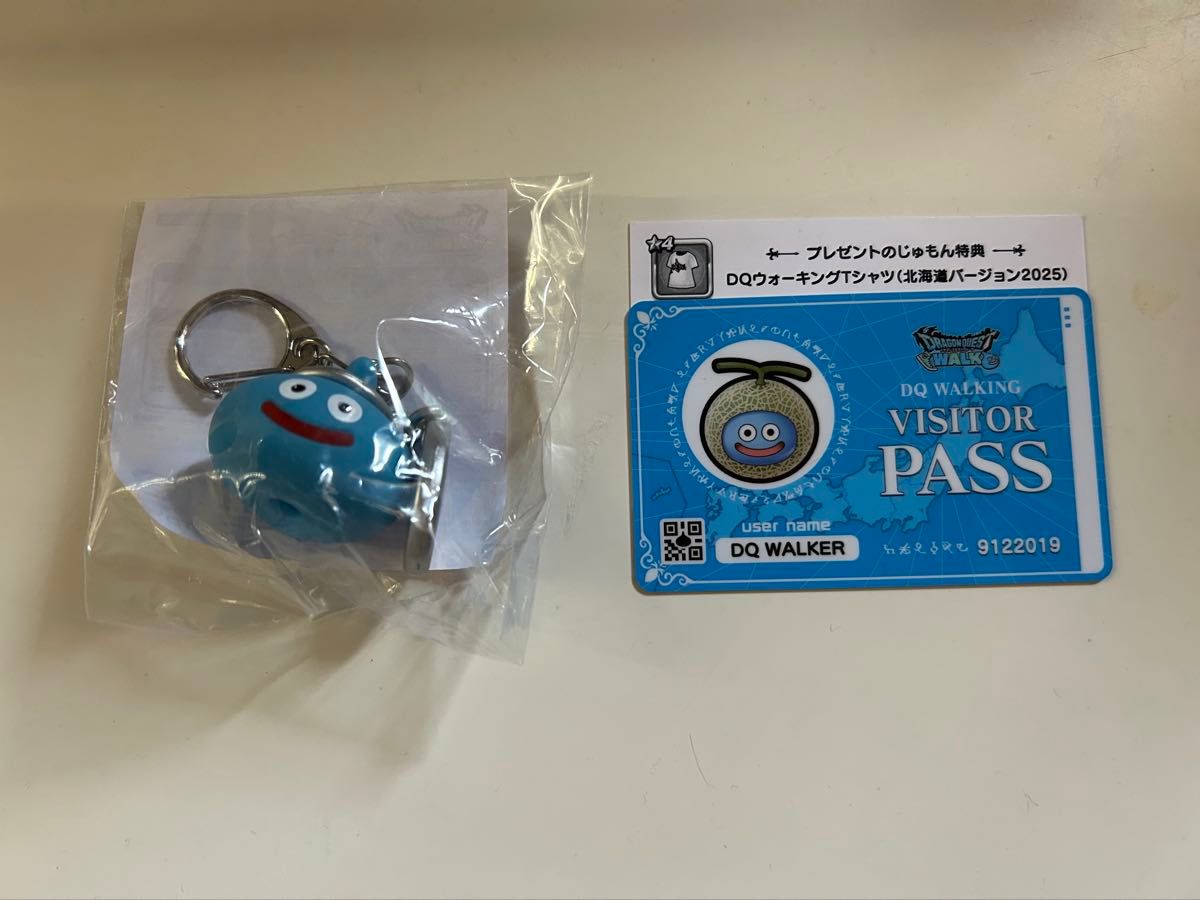 ★4
プレゼントのじゅもん特典
DQウォーキングTシャツ(北海道バージョン2025)
DRAGON QUEST
WALK
DQ WALKING
VISITOR
PASS
user name
DQ WALKER
9122019